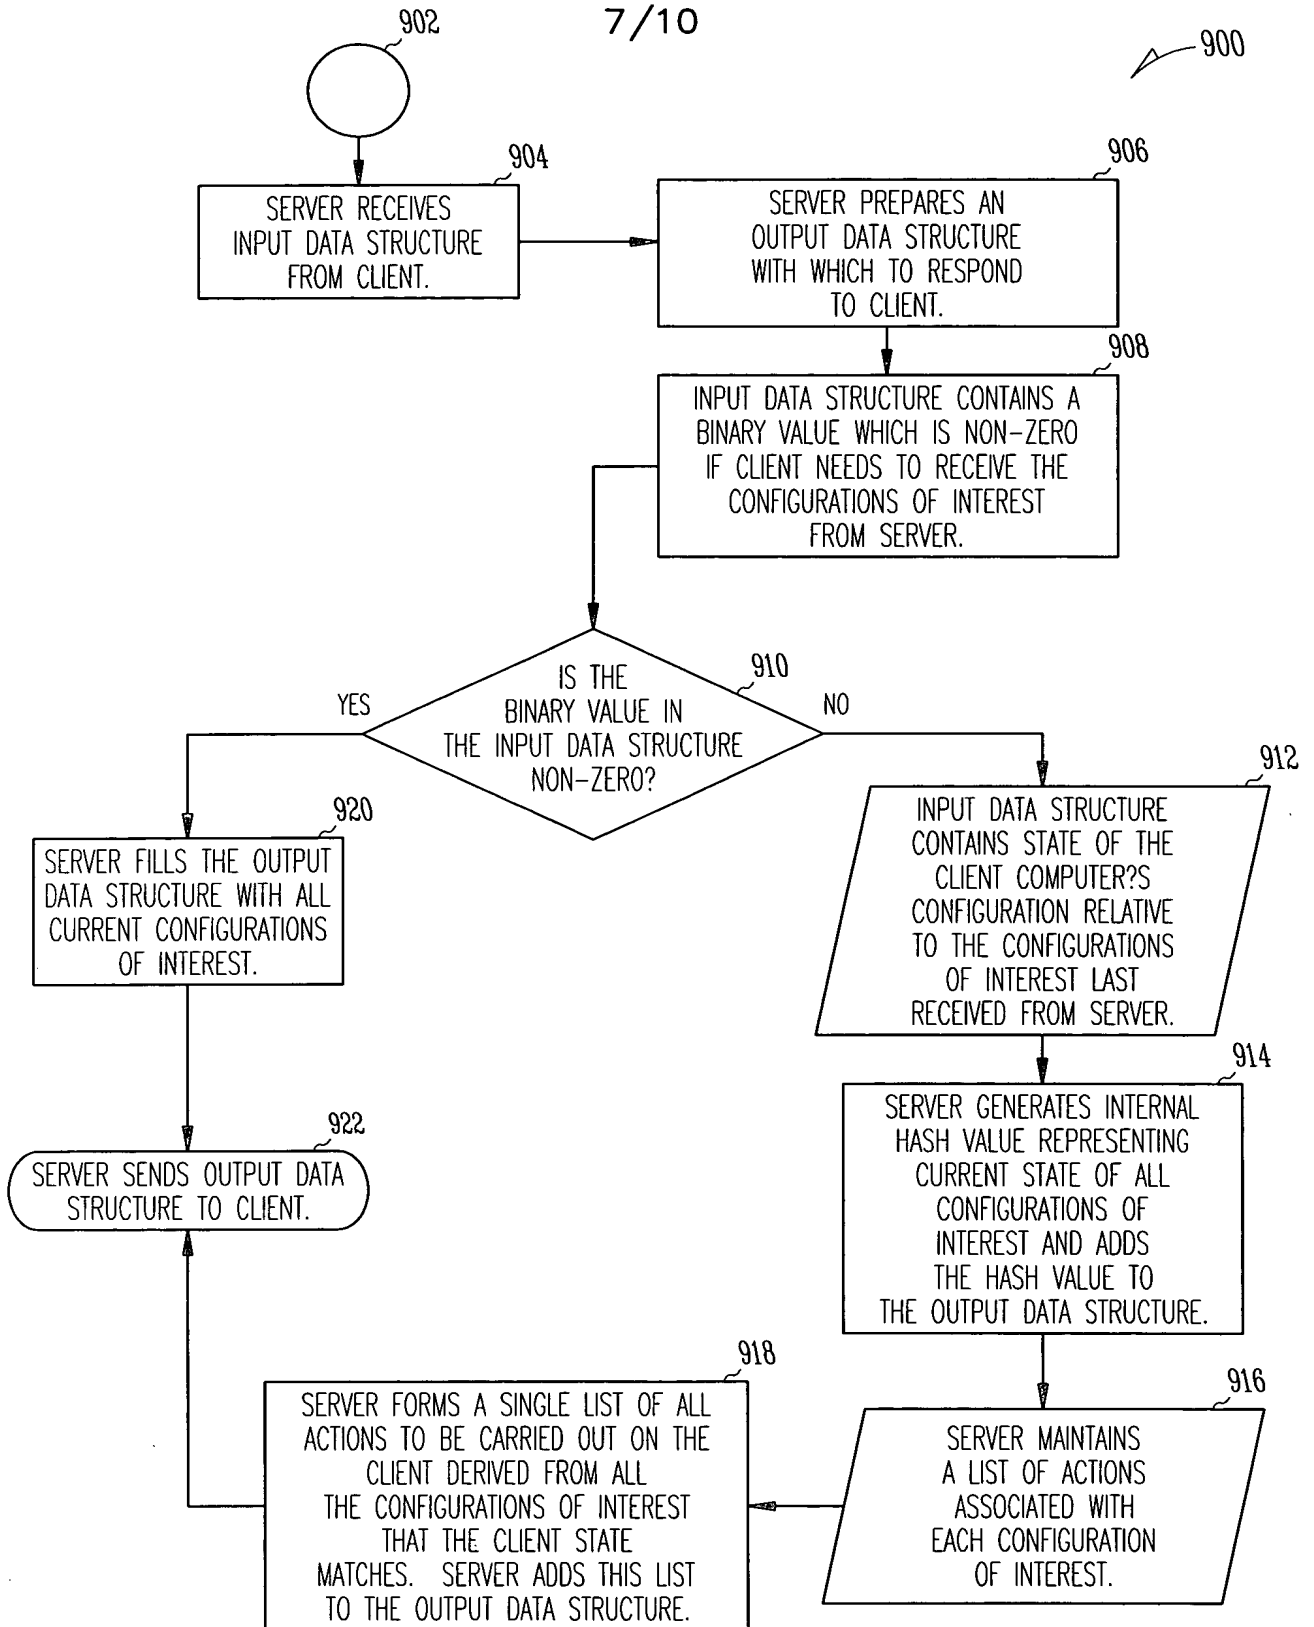 7/10
900
902
904
SERVER RECEIVES
INPUT DATA STRUCTURE
FROM CLIENT.
906
SERVER PREPARES AN
OUTPUT DATA STRUCTURE
WITH WHICH TO RESPOND
TO CLIENT.
908
INPUT DATA STRUCTURE CONTAINS A
BINARY VALUE WHICH IS NON-ZERO
IF CLIENT NEEDS TO RECEIVE THE
CONFIGURATIONS OF INTEREST
FROM SERVER.
910
IS THE
BINARY VALUE IN
THE INPUT DATA STRUCTURE
NON-ZERO?
YES
NO
912
INPUT DATA STRUCTURE
CONTAINS STATE OF THE
CLIENT COMPUTER?S
CONFIGURATION RELATIVE
TO THE CONFIGURATIONS
OF INTEREST LAST
RECEIVED FROM SERVER.
914
SERVER GENERATES INTERNAL
HASH VALUE REPRESENTING
CURRENT STATE OF ALL
CONFIGURATIONS OF
INTEREST AND ADDS
THE HASH VALUE TO
THE OUTPUT DATA STRUCTURE.
916
SERVER MAINTAINS
A LIST OF ACTIONS
ASSOCIATED WITH
EACH CONFIGURATION
OF INTEREST.
918
SERVER FORMS A SINGLE LIST OF ALL
ACTIONS TO BE CARRIED OUT ON THE
CLIENT DERIVED FROM ALL
THE CONFIGURATIONS OF INTEREST
THAT THE CLIENT STATE
MATCHES. SERVER ADDS THIS LIST
TO THE OUTPUT DATA STRUCTURE.
920
SERVER FILLS THE OUTPUT
DATA STRUCTURE WITH ALL
CURRENT CONFIGURATIONS
OF INTEREST.
922
SERVER SENDS OUTPUT DATA
STRUCTURE TO CLIENT.